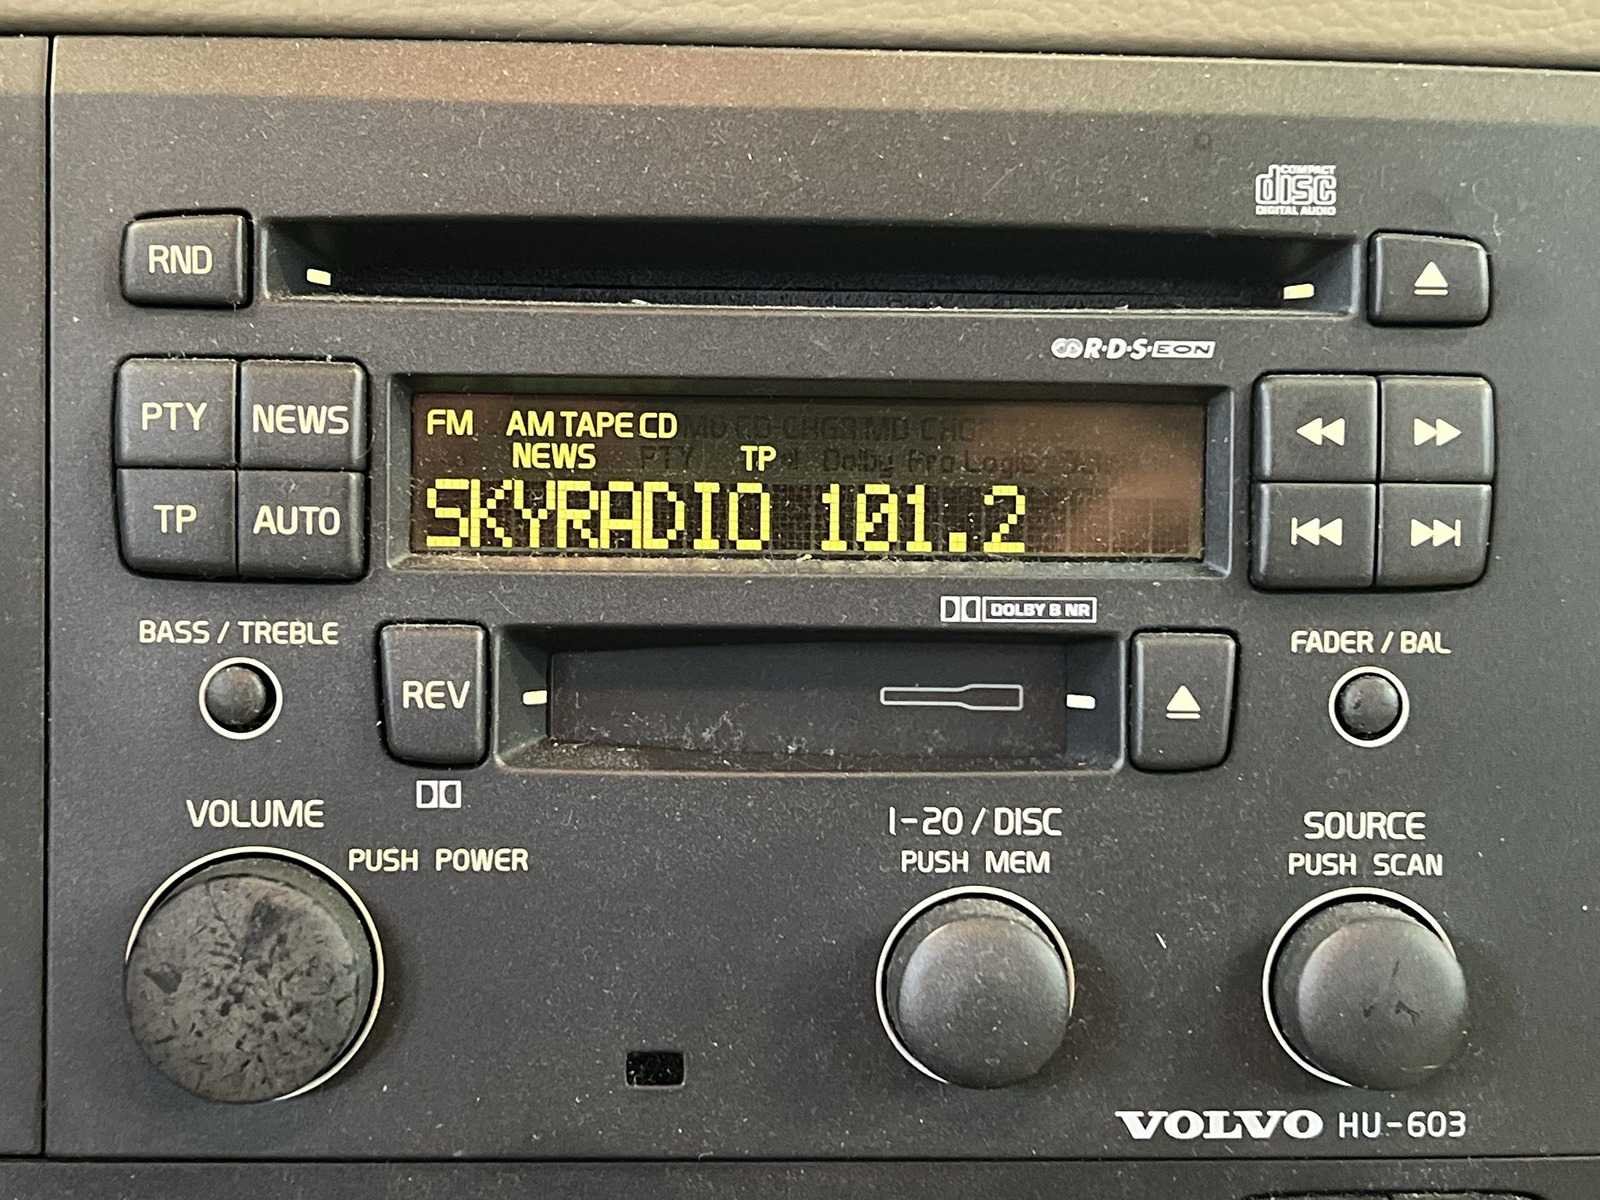 COMPACT
disc
DIGITAL AUDIO
RND
R·D·S·EON
PTY NEWS
TP AUTO
FM AM TAPE CD
NEWS TP
SKYRADIO 101.2
DOLBY B NR
BASS / TREBLE
REV
FADER / BAL
VOLUME
PUSH POWER
1-20 / DISC
PUSH MEM
SOURCE
PUSH SCAN
VOLVO HU-603